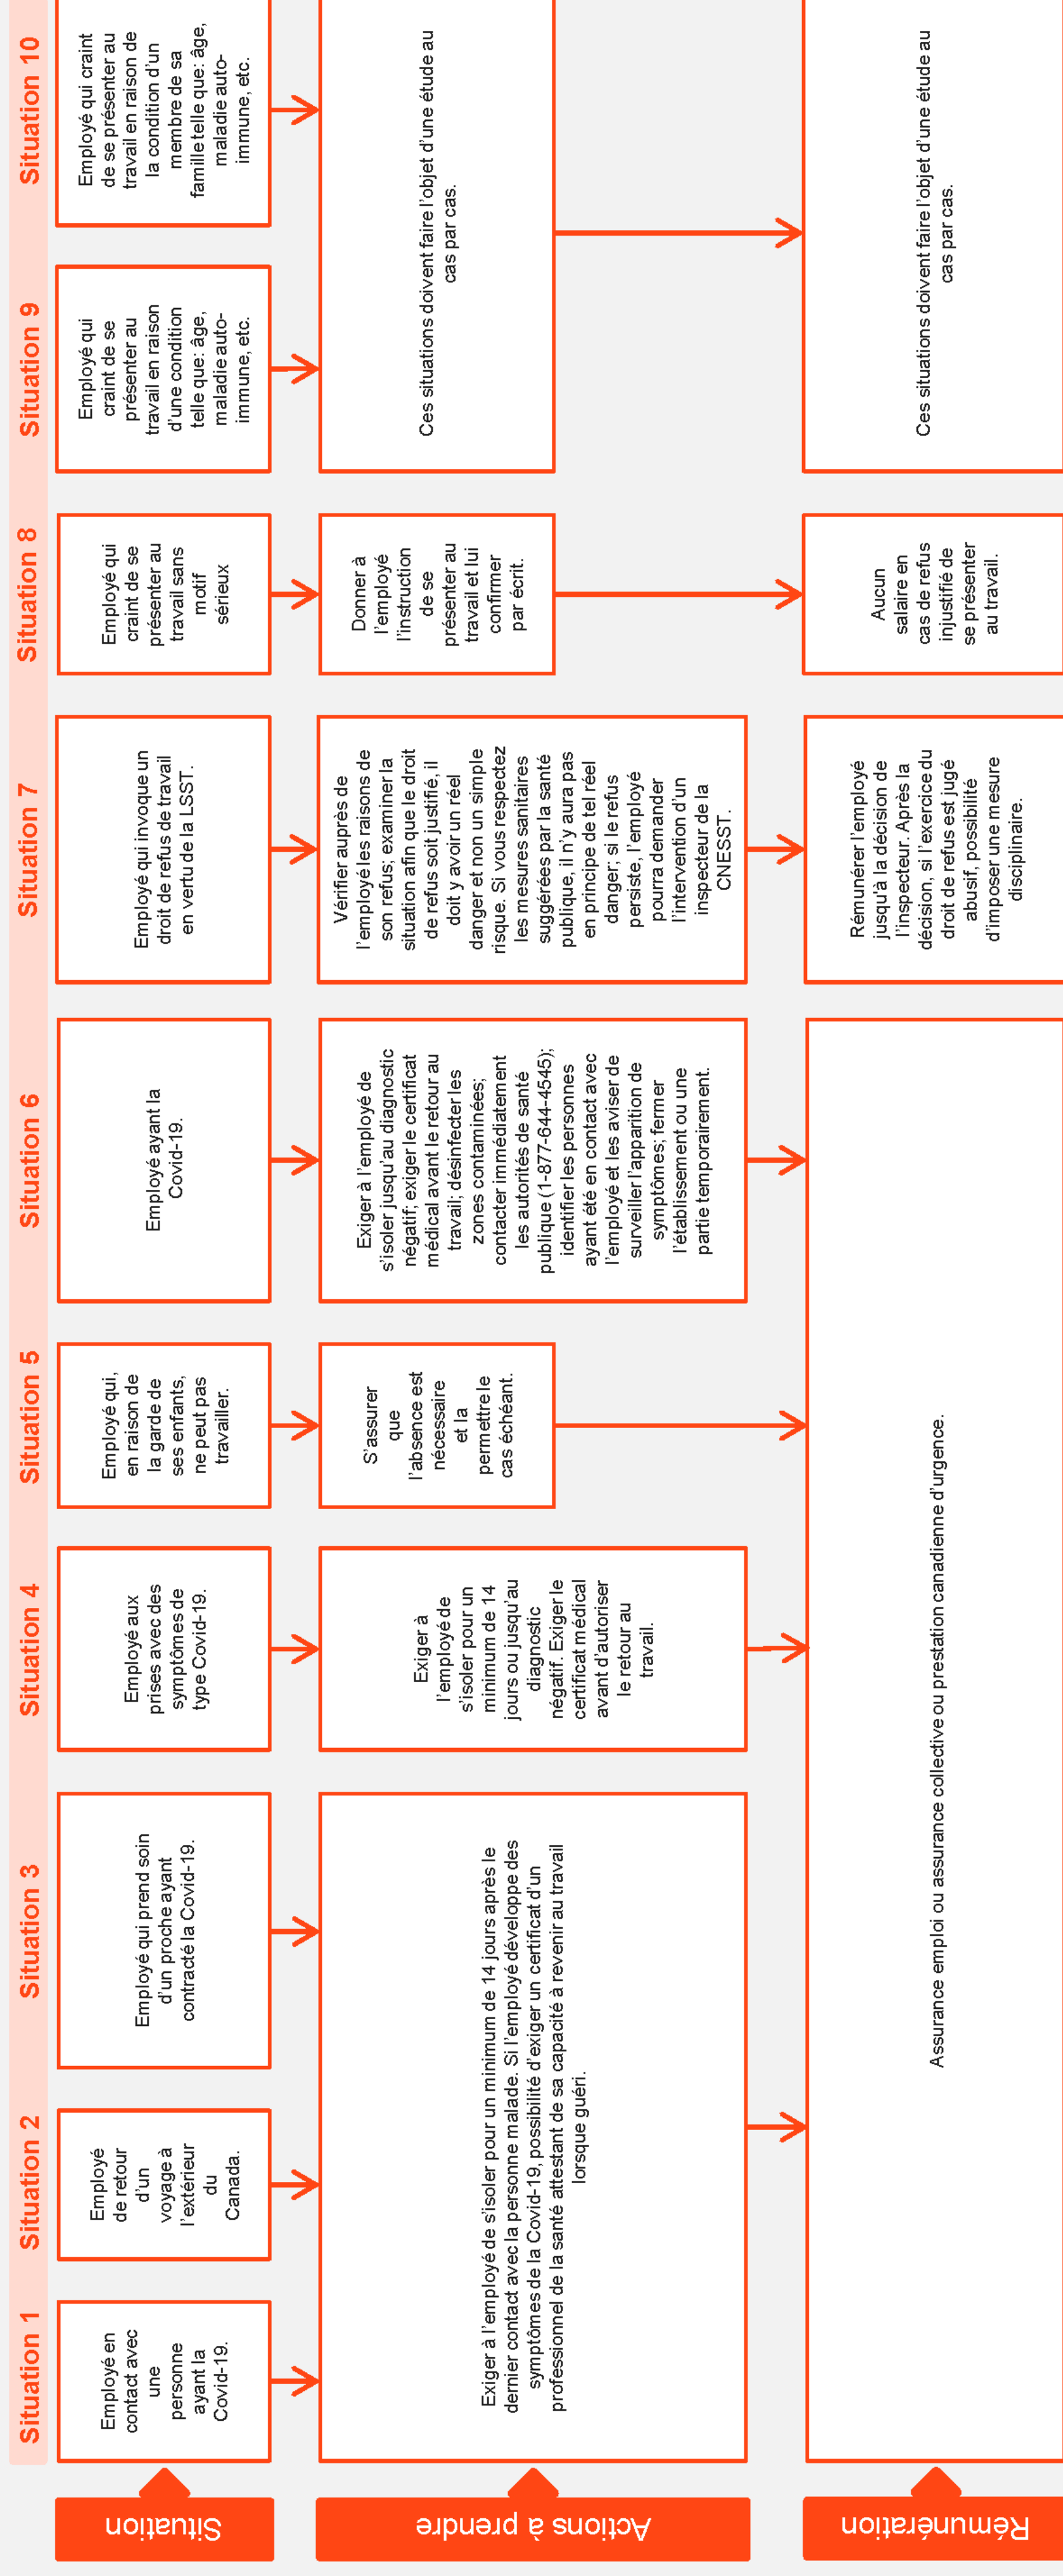 Situation 1
Situation 2
Situation 3
Situation 4
Situation 5
Situation 6
Situation 7
Situation 8
Situation 9
Situation 10
Situation
Employé en
contact avec
une
personne
ayant la
Covid-19.
Employé
de retour
d'un
voyage à
l'extérieur
du
Canada.
Employé qui prend soin
d'un proche ayant
contracté la Covid-19.
Employé aux
prises avec des
symptômes de
type Covid-19.
Employé qui,
en raison de
la garde de
ses enfants,
ne peut pas
travailler.
Employé ayant la
Covid-19.
Employé qui invoque un
droit de refus de travail
en vertu de la LSST.
Employé qui
craint de se
présenter au
travail sans
motif
sérieux
Employé qui
craint de se
présenter au
travail en raison
d'une condition
telle que: âge,
maladie auto-
immune, etc.
Employé qui craint
de se présenter au
travail en raison de
la condition d'un
membre de sa
famille telle que: âge,
maladie auto-
immune, etc.
Actions à prendre
Exiger à l'employé de s'isoler pour un minimum de 14 jours après le
dernier contact avec la personne malade. Si l'employé développe des
symptômes de la Covid-19, possibilité d'exiger un certificat d'un
professionnel de la santé attestant de sa capacité à revenir au travail
lorsque guéri.
Exiger à
l'employé de
s'isoler pour un
minimum de 14
jours ou jusqu'au
diagnostic
négatif. Exiger le
certificat médical
avant d'autoriser
le retour au
travail.
S'assurer
que
l'absence est
nécessaire
et la
permettre le
cas échéant.
Exiger à l'employé de
s'isoler jusqu'au diagnostic
négatif; exiger le certificat
médical avant le retour au
travail; désinfecter les
zones contaminées;
contacter immédiatement
les autorités de santé
publique (1-877-644-4545);
identifier les personnes
ayant été en contact avec
l'employé et les aviser de
surveiller l'apparition de
symptômes; fermer
l'établissement ou une
partie temporairement.
Vérifier auprès de
l'employé les raisons de
son refus; examiner la
situation afin que le droit
de refus soit justifié, il
doit y avoir un réel
danger et non un simple
risque. Si vous respectez
les mesures sanitaires
suggérées par la santé
publique, il n'y aura pas
en principe de tel réel
danger; si le refus
persiste, l'employé
pourra demander
l'intervention d'un
inspecteur de la
CNESST.
Donner à
l'employé
l'instruction
de se
présenter au
travail et lui
confirmer
par écrit.
Ces situations doivent faire l'objet d'une étude au
cas par cas.
Rémunération
Assurance emploi ou assurance collective ou prestation canadienne d'urgence.
Rémunérer l'employé
jusqu'à la décision de
l'inspecteur. Après la
décision, si l'exercice du
droit de refus est jugé
abusif, possibilité
d'imposer une mesure
disciplinaire.
Aucun
salaire en
cas de refus
injustifié de
se présenter
au travail.
Ces situations doivent faire l'objet d'une étude au
cas par cas.